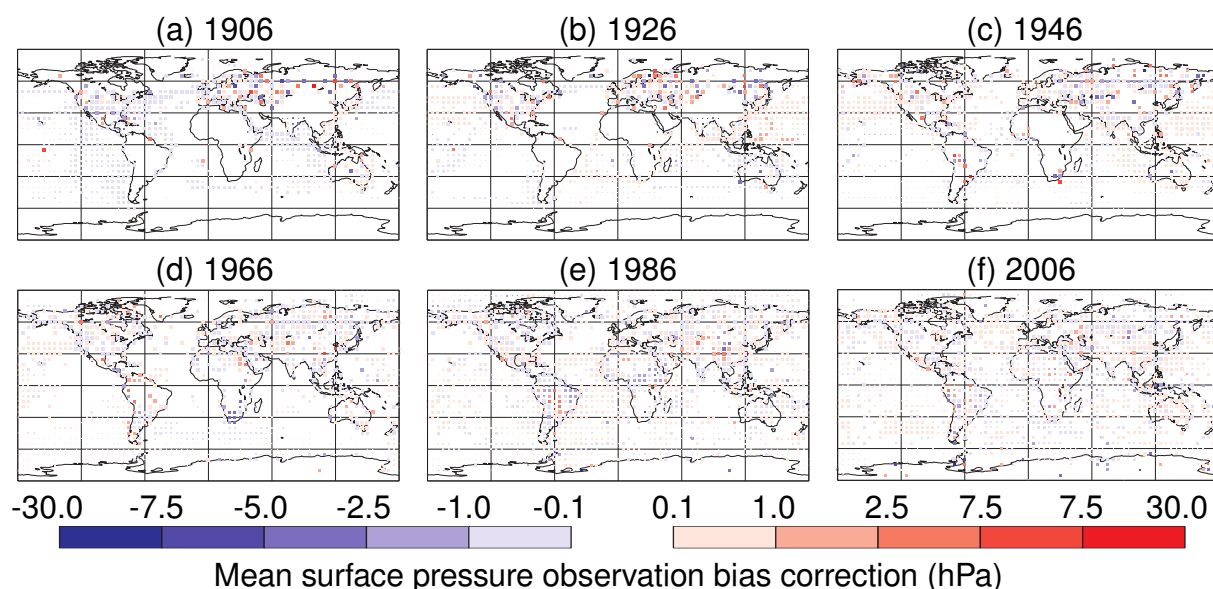 (a) 1906 (b) 1926 (c) 1946
(d) 1966 (e) 1986 (f) 2006
-30.0 -7.5 -5.0 -2.5 -1.0 -0.1 0.1 1.0 2.5 7.5 7.5 30.0
Mean surface pressure observation bias correction (hPa)